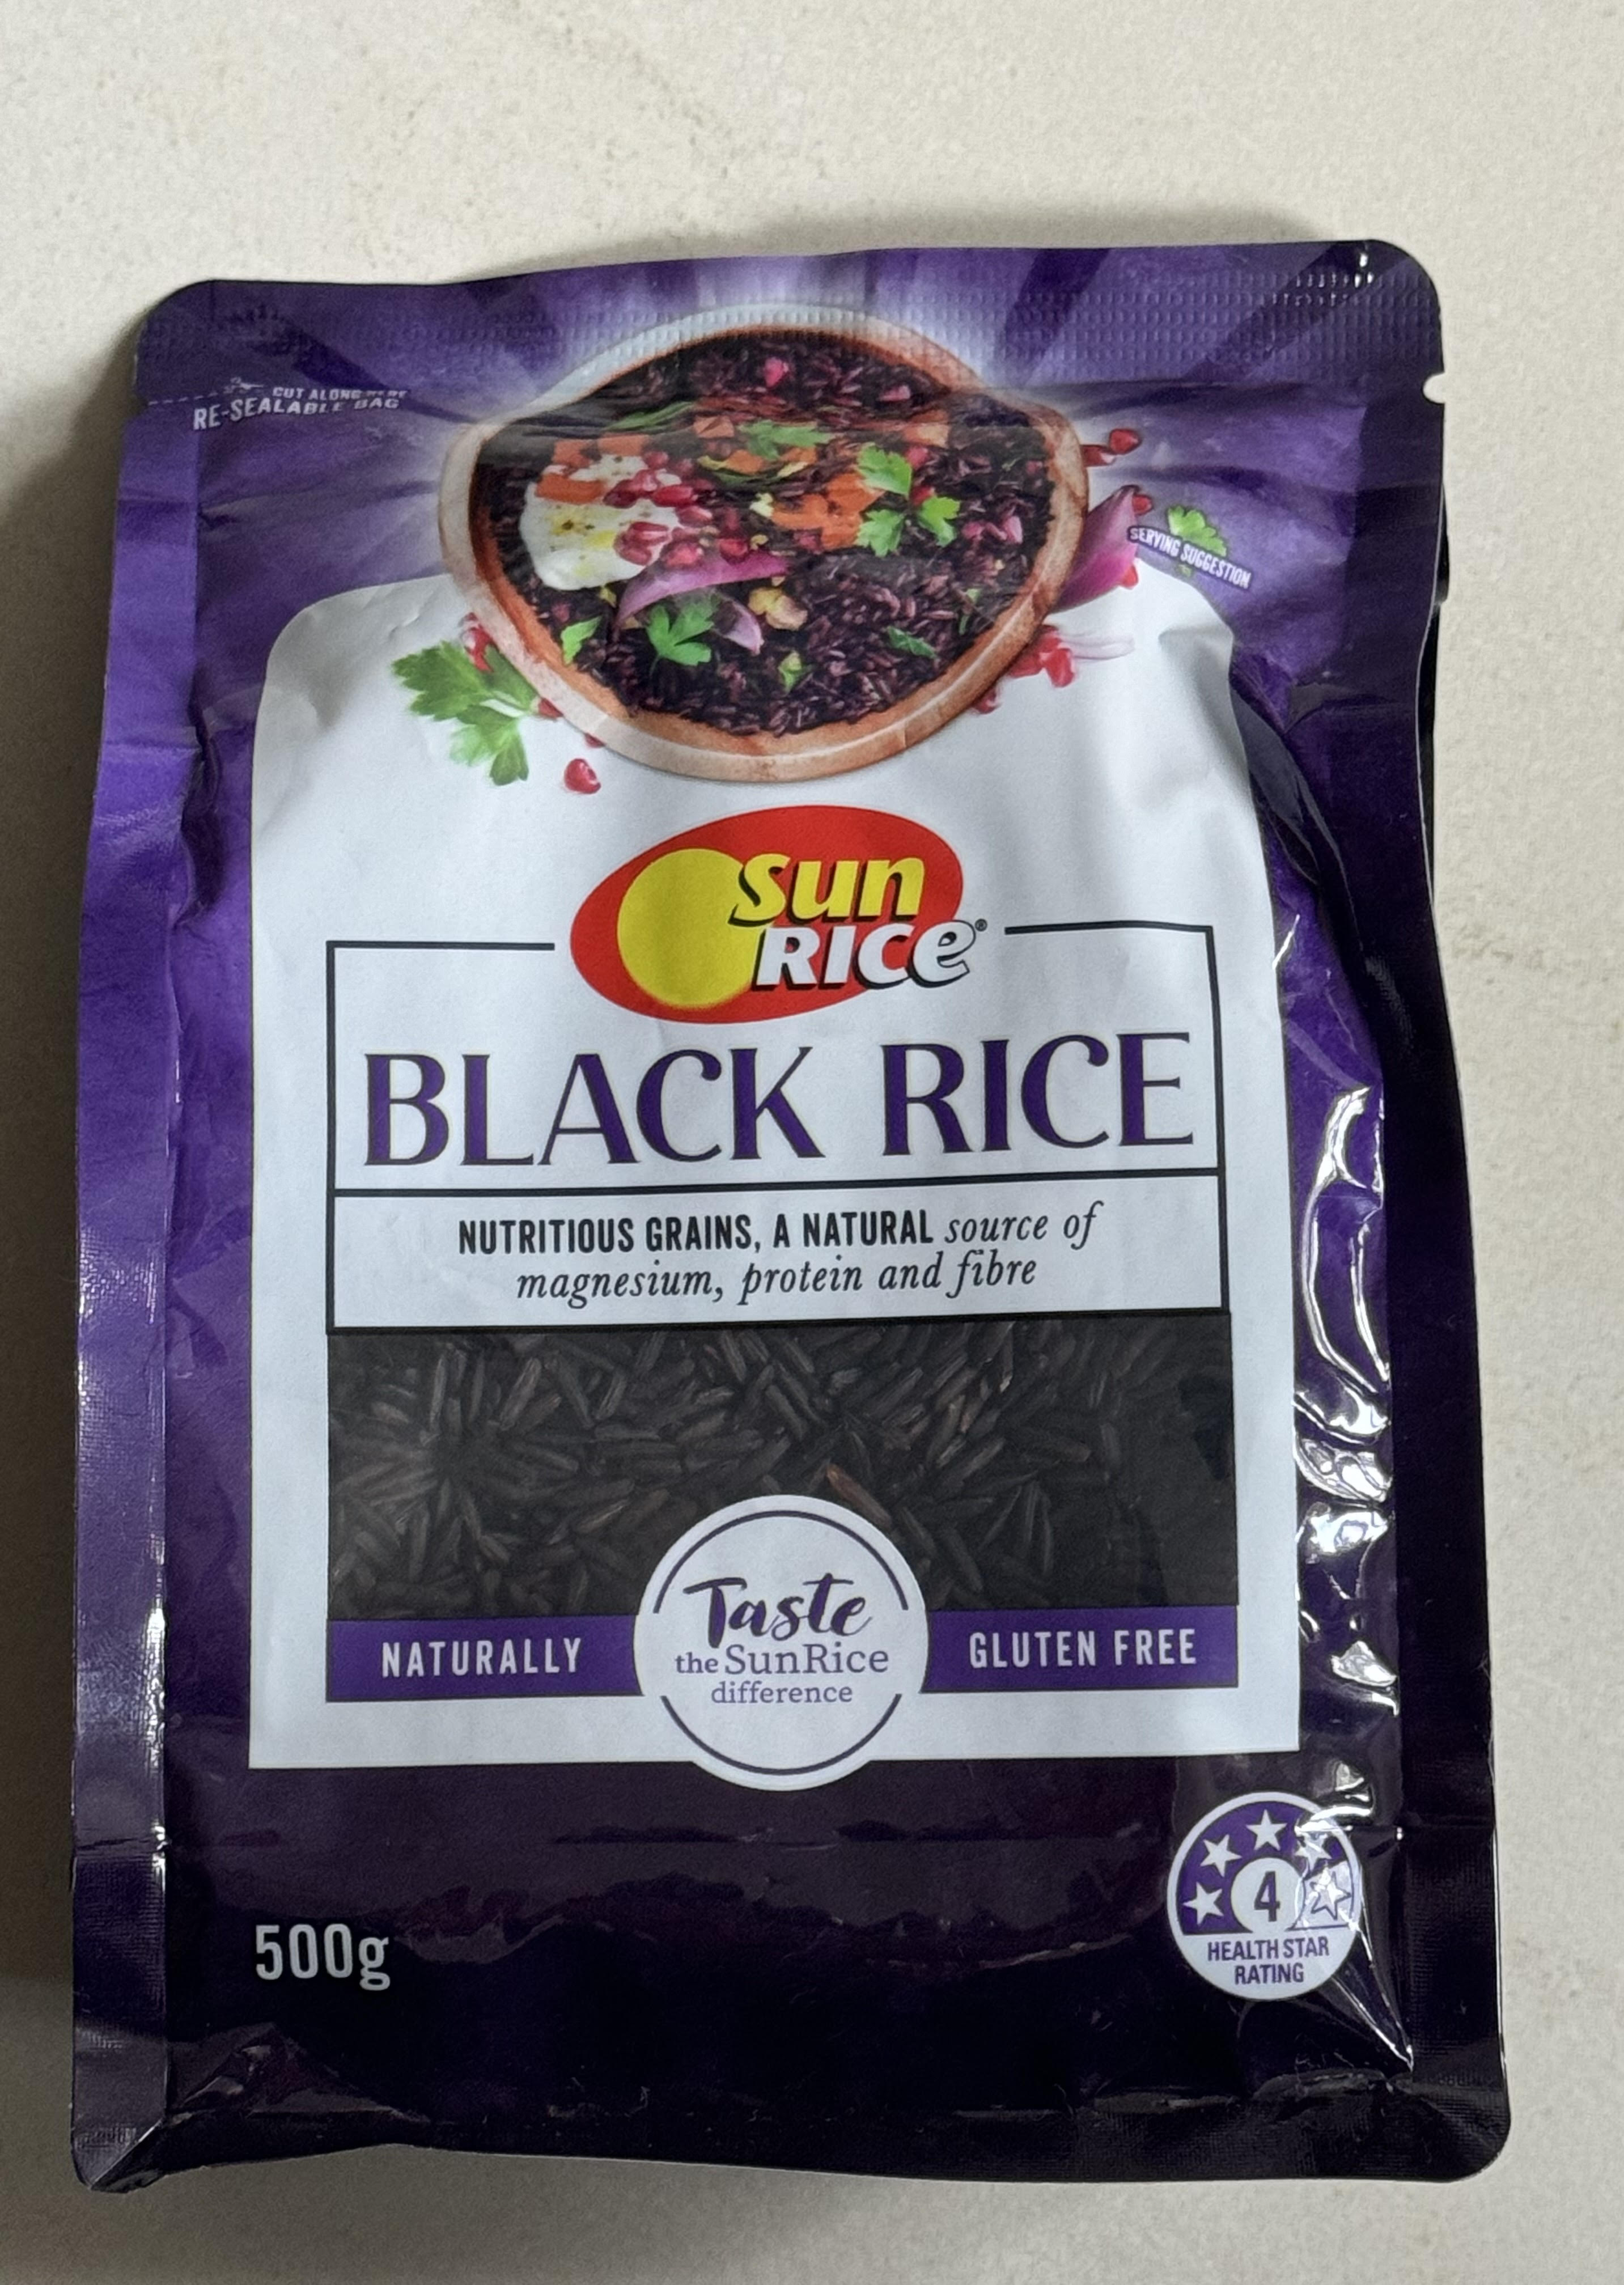 CUT ALONG HERE
RE-SEALABLE BAG
SERVING SUGGESTION
sun
RICe®
BLACK RICE
NUTRITIOUS GRAINS, A NATURAL source of
magnesium, protein and fibre
Taste
the SunRice
difference
NATURALLY
GLUTEN FREE
500g
4
HEALTH STAR
RATING